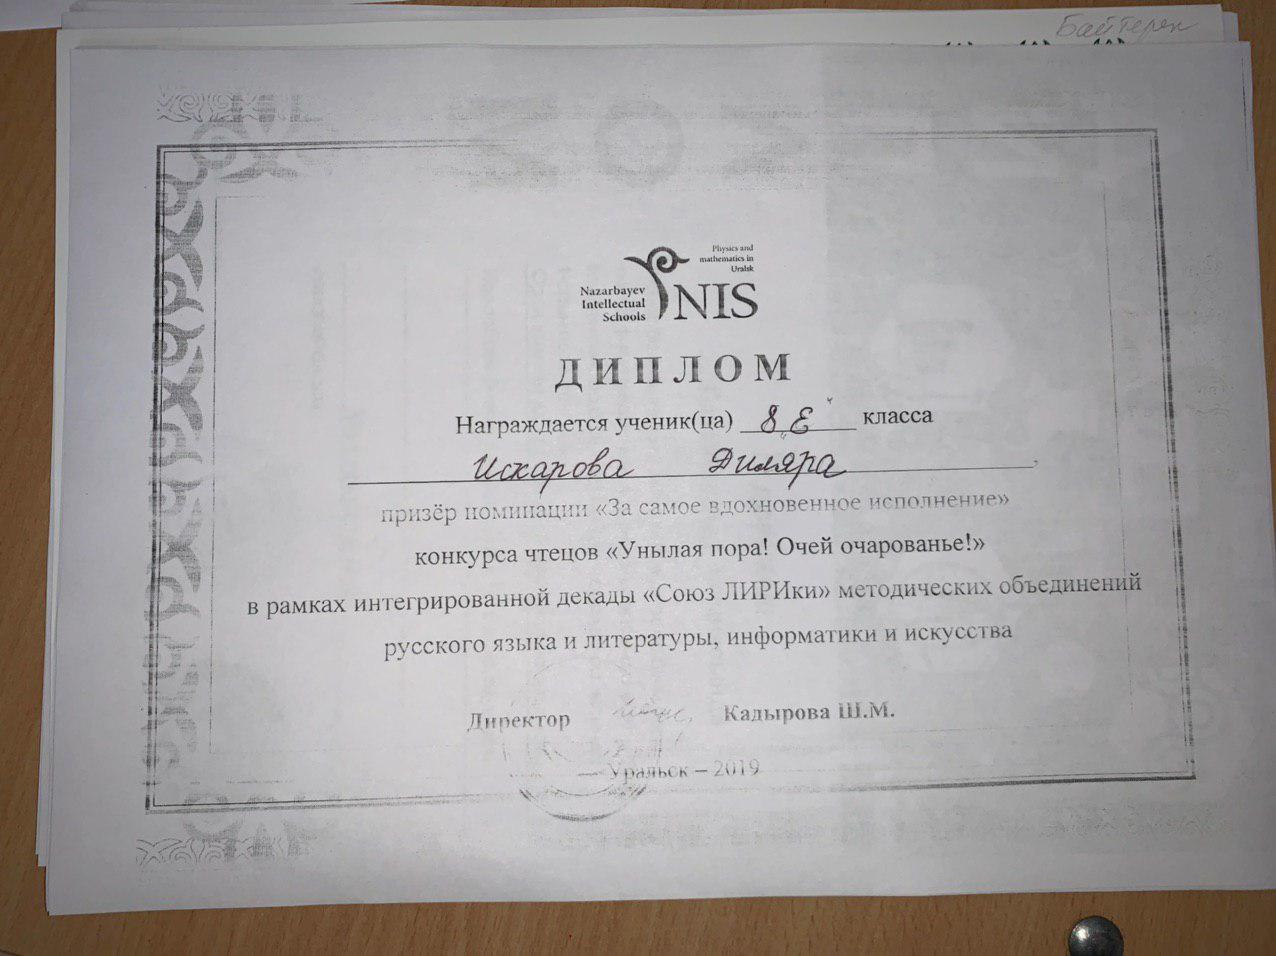 Байтерек
Physics and
mathematics in
Uralsk
Nazarbayev
Intellectual
Schools
NIS
ДИПЛОМ
Награждается ученик(ца) 8 „Е“ класса
Искарова Диляра
призёр номинации «За самое вдохновенное исполнение»
конкурса чтецов «Унылая пора! Очей очарованье!»
в рамках интегрированной декады «Союз ЛИРИки» методических объединений
русского языка и литературы, информатики и искусства
Директор Кадырова Ш.М.
Уральск – 2019